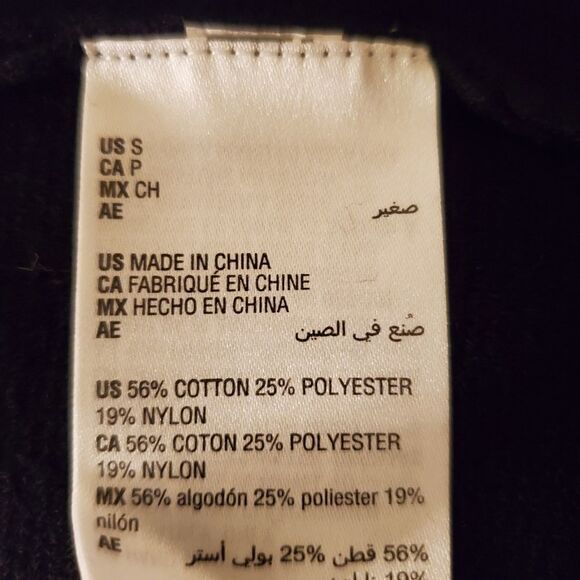 US S
CA P
MX CH
AE صغير
US MADE IN CHINA
CA FABRIQUÉ EN CHINE
MX HECHO EN CHINA
AE صُنع في الصين
US 56% COTTON 25% POLYESTER
19% NYLON
CA 56% COTON 25% POLYESTER
19% NYLON
MX 56% algodón 25% poliester 19%
nilón
AE 56% قطن 25% بولي أستر
19%